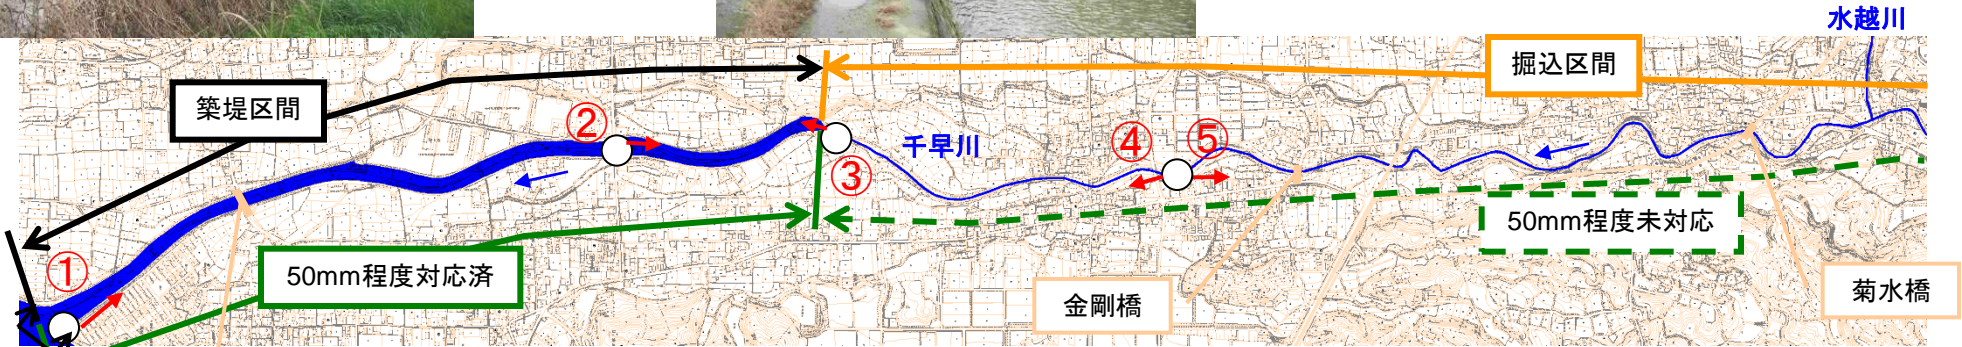 水越川
掘込区間
築堤区間
②
④
⑤
千早川
③
50mm程度未対応
①
50mm程度対応済
金剛橋
菊水橋